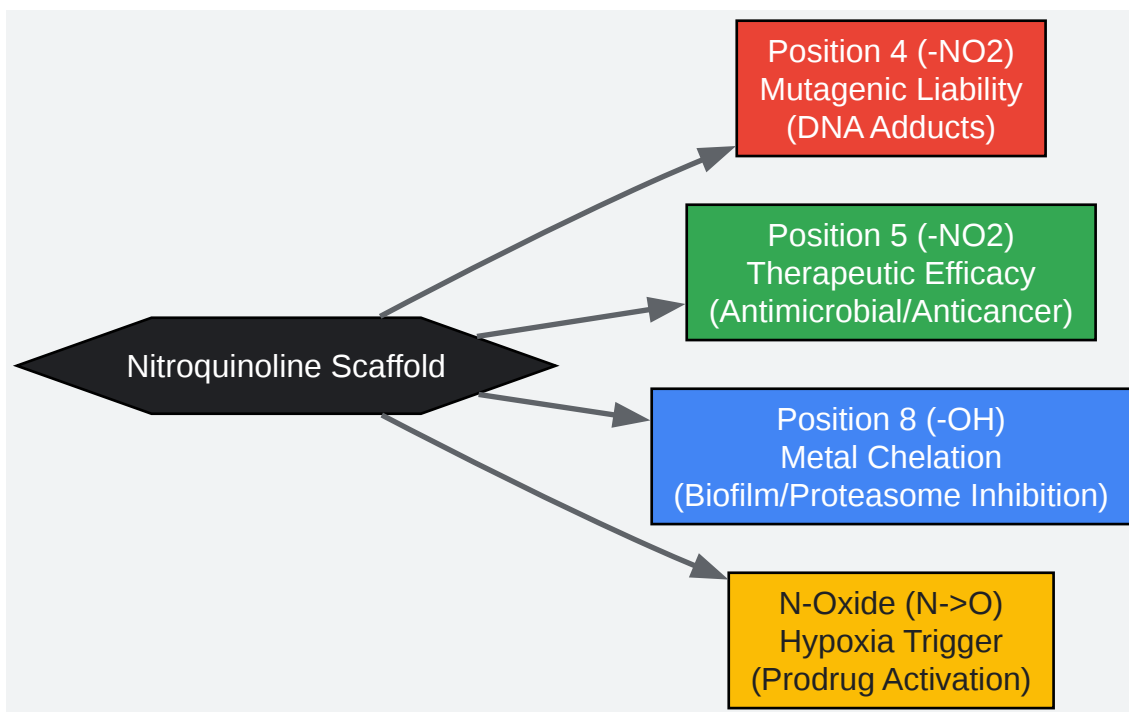 Nitroquinoline Scaffold
Position 4 (-NO2)
Mutagenic Liability
(DNA Adducts)
Position 5 (-NO2)
Therapeutic Efficacy
(Antimicrobial/Anticancer)
Position 8 (-OH)
Metal Chelation
(Biofilm/Proteasome Inhibition)
N-Oxide (N->O)
Hypoxia Trigger
(Prodrug Activation)